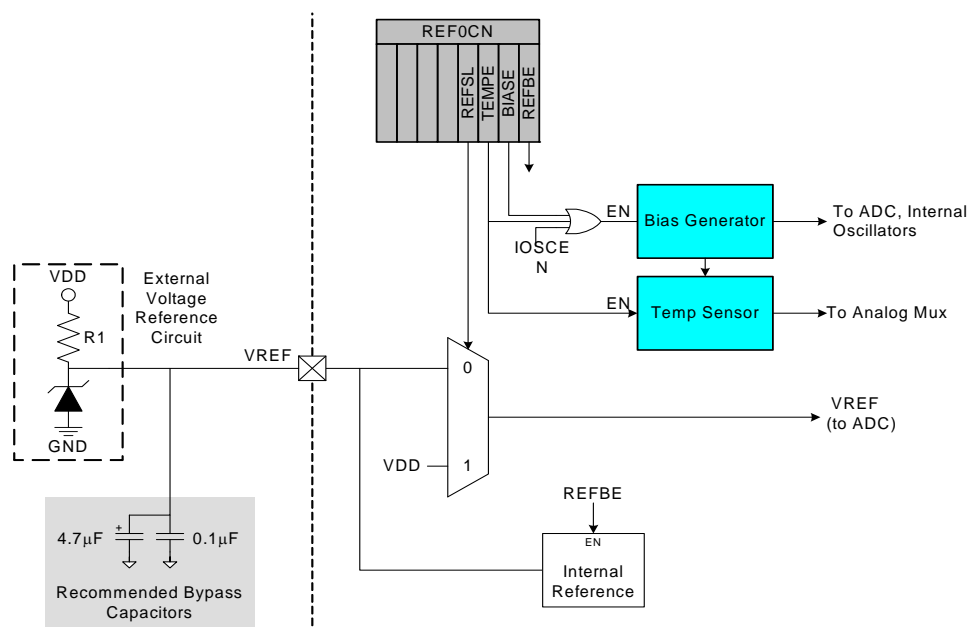 REF0CN
REFSL
TEMPE
BIASE
REFBE
EN
Bias Generator
To ADC, Internal
Oscillators
IOSCE
N
EN
Temp Sensor
To Analog Mux
VDD
R1
GND
External
Voltage
Reference
Circuit
VREF
0
VDD
1
VREF
(to ADC)
REFBE
EN
Internal
Reference
4.7μF
+
0.1μF
Recommended Bypass
Capacitors